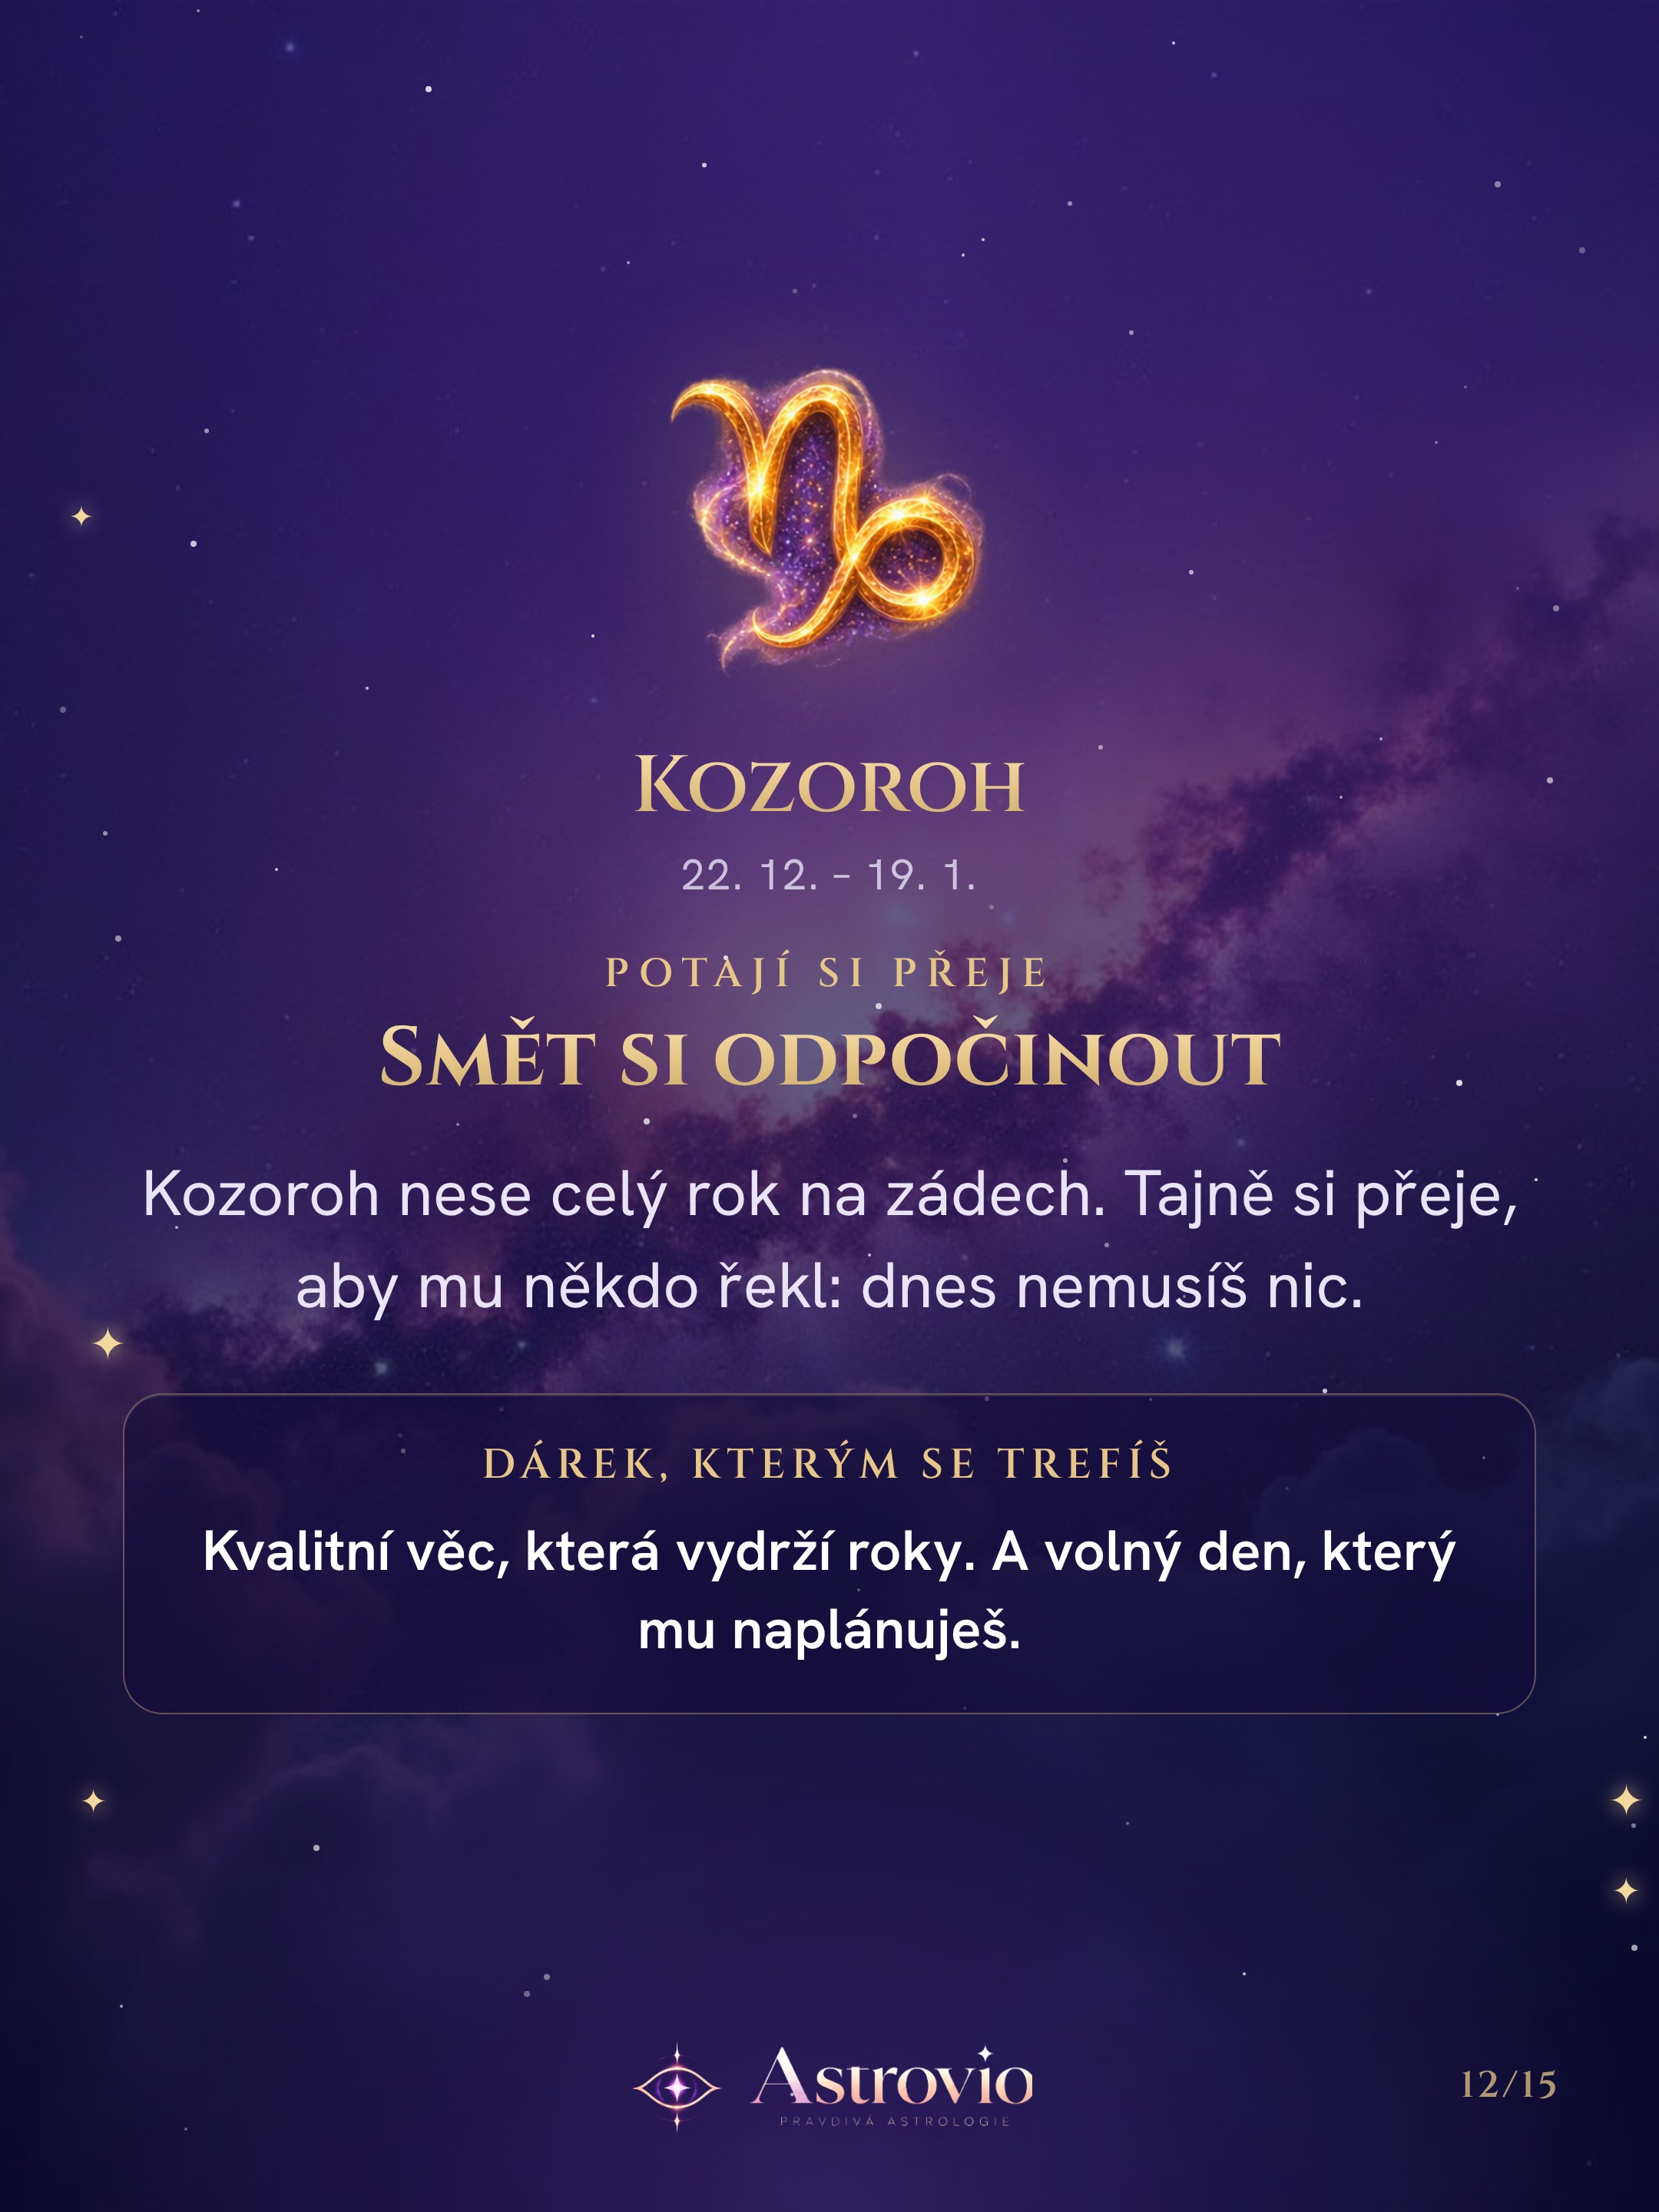 Kozoroh
22. 12. – 19. 1.
POTAJÍ SI PŘEJE
Smět si odpočinout
Kozoroh nese celý rok na zádech. Tajně si přeje,
aby mu někdo řekl: dnes nemusíš nic.
DÁREK, KTERÝM SE TREFÍŠ
Kvalitní věc, která vydrží roky. A volný den, který
mu naplánuješ.
Astrovio
PRAVDIVÁ ASTROLOGIE
12/15